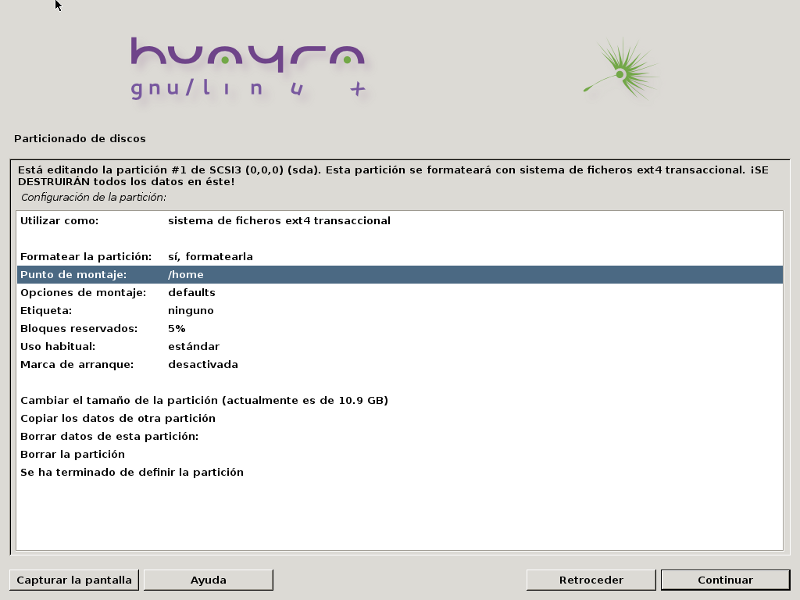 huayra
gnu/linux +
Particionado de discos
Está editando la partición #1 de SCSI3 (0,0,0) (sda). Esta partición se formateará con sistema de ficheros ext4 transaccional. ¡SE
DESTRUIRÁN todos los datos en éste!
Configuración de la partición:
Utilizar como: sistema de ficheros ext4 transaccional
Formatear la partición: sí, formatearla
Punto de montaje: /home
Opciones de montaje: defaults
Etiqueta: ninguno
Bloques reservados: 5%
Uso habitual: estándar
Marca de arranque: desactivada
Cambiar el tamaño de la partición (actualmente es de 10.9 GB)
Copiar los datos de otra partición
Borrar datos de esta partición:
Borrar la partición
Se ha terminado de definir la partición
Capturar la pantalla Ayuda Retroceder Continuar